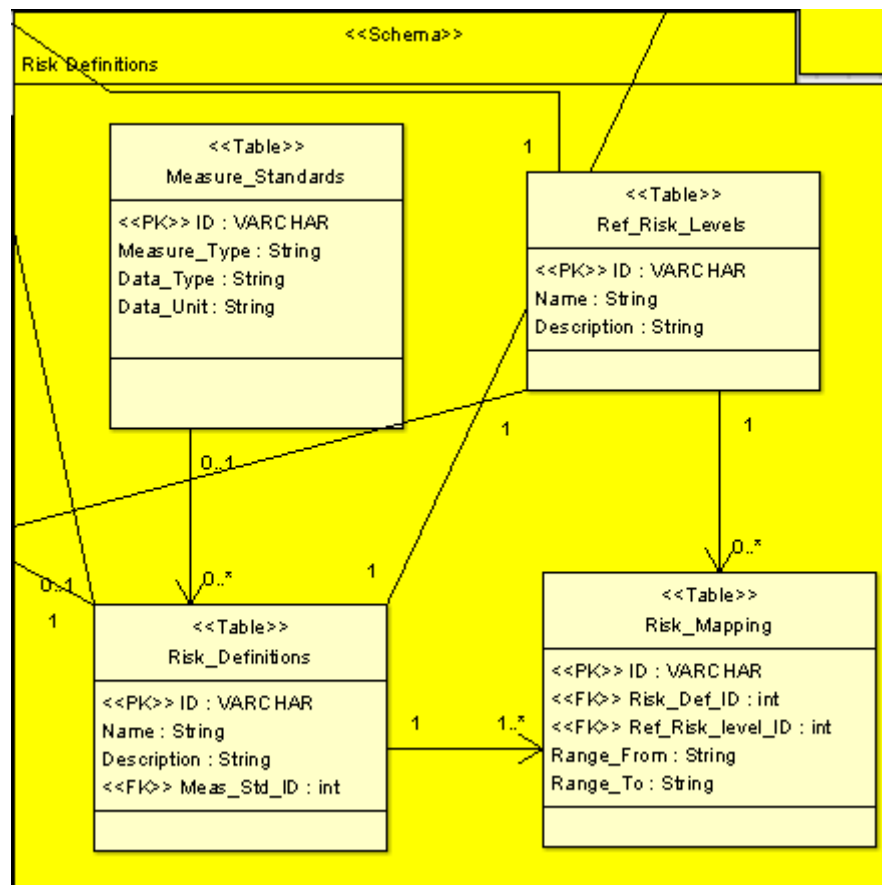 <<Schema>>
Risk Definitions
<<Table>>
Measure_Standards
<<PK>> ID : VARCHAR
Measure_Type : String
Data_Type : String
Data_Unit : String
1
<<Table>>
Ref_Risk_Levels
<<PK>> ID : VARCHAR
Name : String
Description : String
0..1
1
1
0..1
1
0..*
1
0..*
<<Table>>
Risk_Definitions
<<PK>> ID : VARCHAR
Name : String
Description : String
<<FK>> Meas_Std_ID : int
1
1..*
<<Table>>
Risk_Mapping
<<PK>> ID : VARCHAR
<<FK>> Risk_Def_ID : int
<<FK>> Ref_Risk_level_ID : int
Range_From : String
Range_To : String